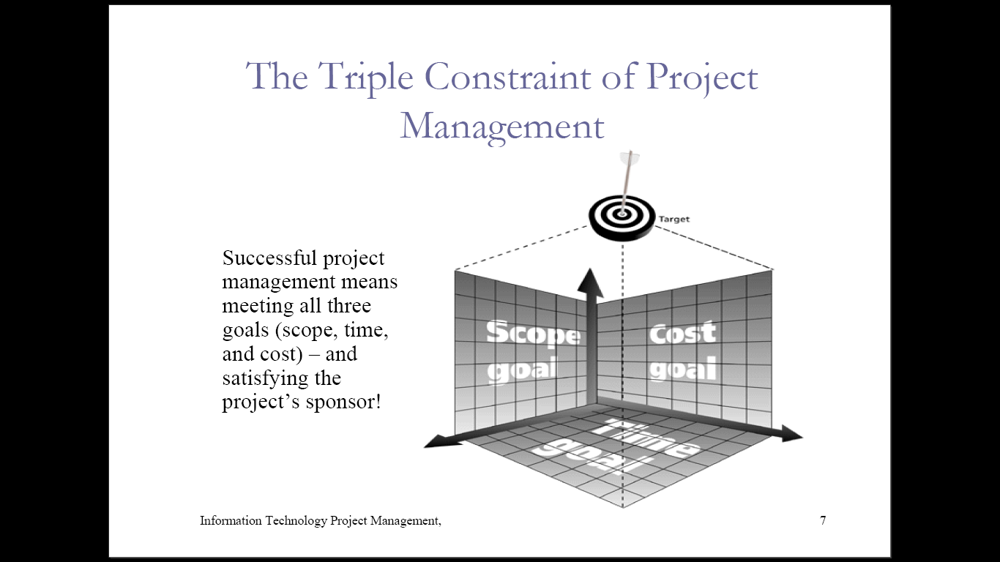 The Triple Constraint of Project
Management
Target
Successful project
management means
meeting all three
goals (scope, time,
and cost) – and
satisfying the
project’s sponsor!
Scope
goal
Cost
goal
Time
goal
Information Technology Project Management,
7